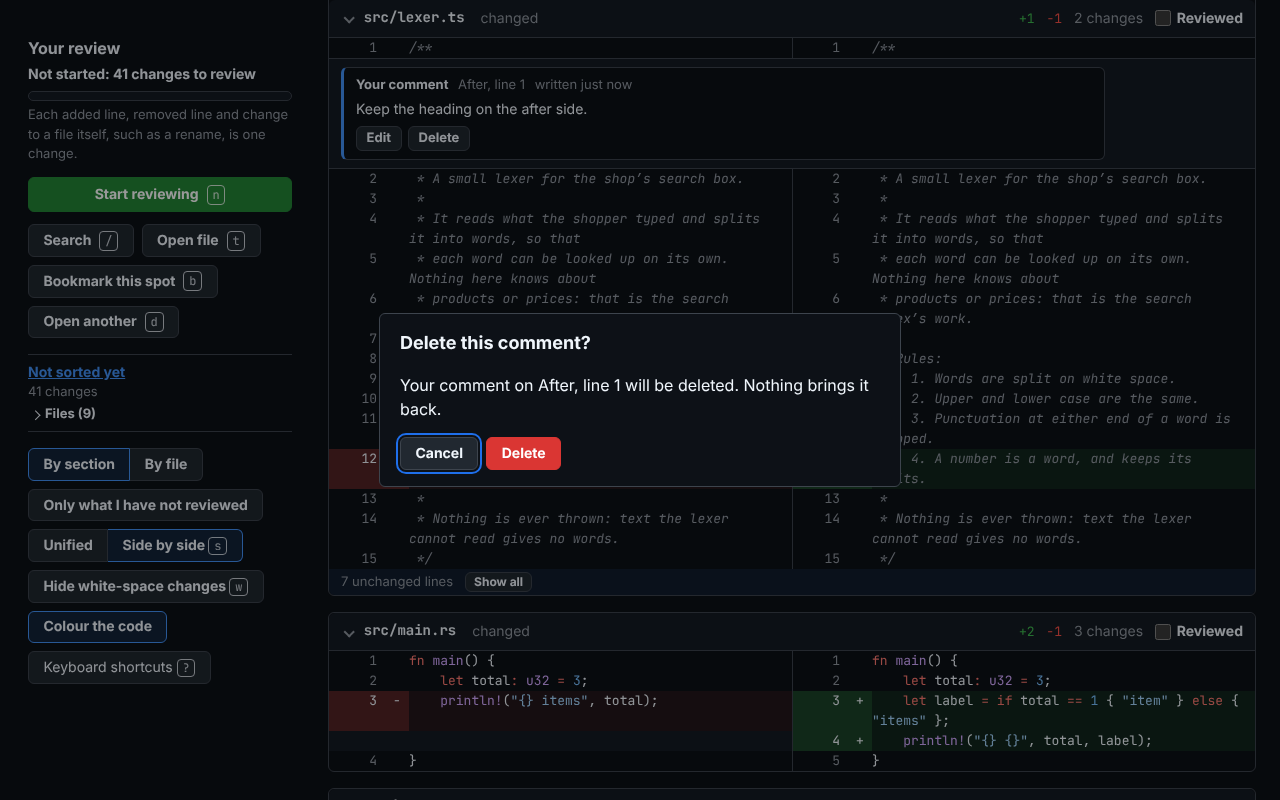 Your review
Not started: 41 changes to review
Each added line, removed line and change
to a file itself, such as a rename, is one
change.
Start reviewing n
Search / Open file t
Bookmark this spot b
Open another d
Not sorted yet
41 changes
Files (9)
By section By file
Only what I have not reviewed
Unified Side by side s
Hide white-space changes w
Colour the code
Keyboard shortcuts ?
src/lexer.ts changed +1 -1 2 changes Reviewed
1 /** 1 /**
Your comment After, line 1 written just now
Keep the heading on the after side.
Edit Delete
2 * A small lexer for the shop’s search box. 2 * A small lexer for the shop’s search box.
3 * 3 *
4 * It reads what the shopper typed and splits 4 * It reads what the shopper typed and splits
it into words, so that it into words, so that
5 * each word can be looked up on its own. 5 * each word can be looked up on its own.
Nothing here knows about Nothing here knows about
6 * products or prices: that is the search 6 * products or prices: that is the search
work.
7
8 Rules:
9 1. Words are split on white space.
10 2. Upper and lower case are the same.
11 3. Punctuation at either end of a word is
12 4. A number is a word, and keeps its
13 * 13 *
14 * Nothing is ever thrown: text the lexer 14 * Nothing is ever thrown: text the lexer
cannot read gives no words. cannot read gives no words.
15 */ 15 */
7 unchanged lines Show all
Delete this comment?
Your comment on After, line 1 will be deleted. Nothing brings it
back.
Cancel Delete
src/main.rs changed +2 -1 3 changes Reviewed
1 fn main() { 1 fn main() {
2 let total: u32 = 3; 2 let total: u32 = 3;
3 - println!("{} items", total); 3 + let label = if total == 1 { "item" } else {
"items" };
4 + println!("{} {}", total, label);
4 } 5 }